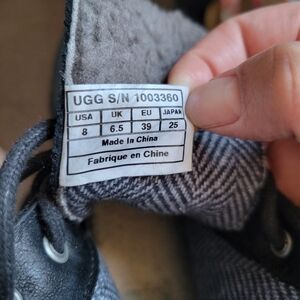 UGG S/N 1003360
USA UK EU JAPAN
8 6.5 39 25
Made In China
Fabrique en Chine